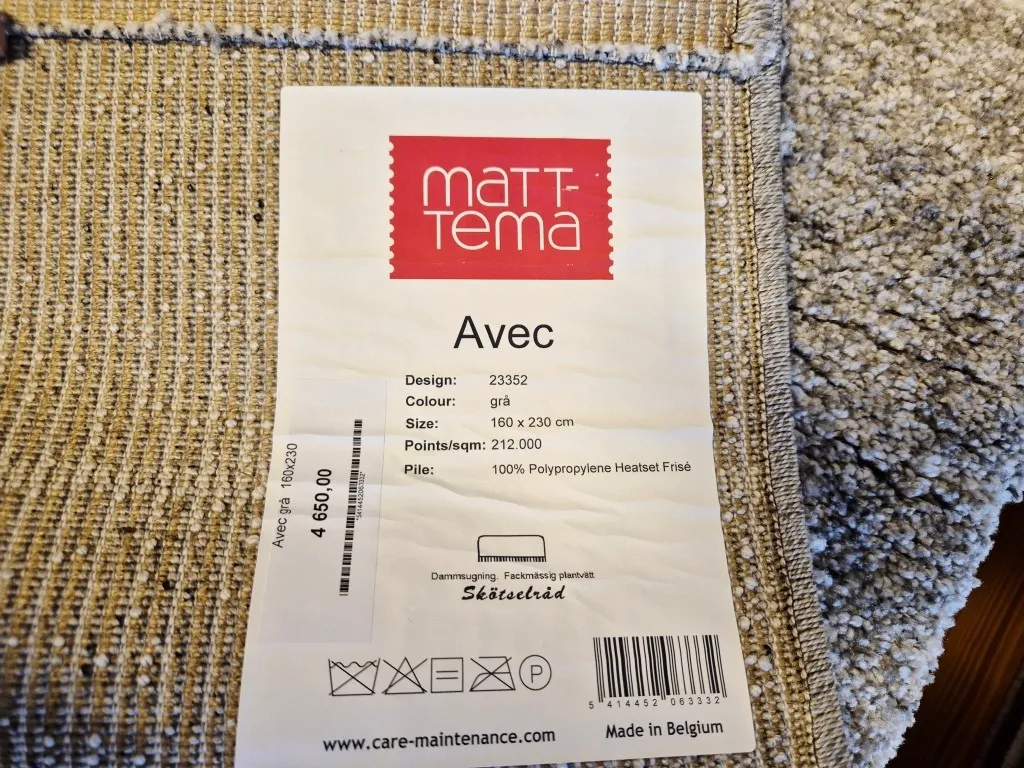 matt-
tema
Avec
Design: 23352
Colour: grå
Size: 160 x 230 cm
Points/sqm: 212.000
Pile: 100% Polypropylene Heatset Frisé
Avec grå 160x230
4 650,00
Dammsugning. Fackmässig plantvätt
Skötselråd
P
5 414452 063332
www.care-maintenance.com
Made in Belgium